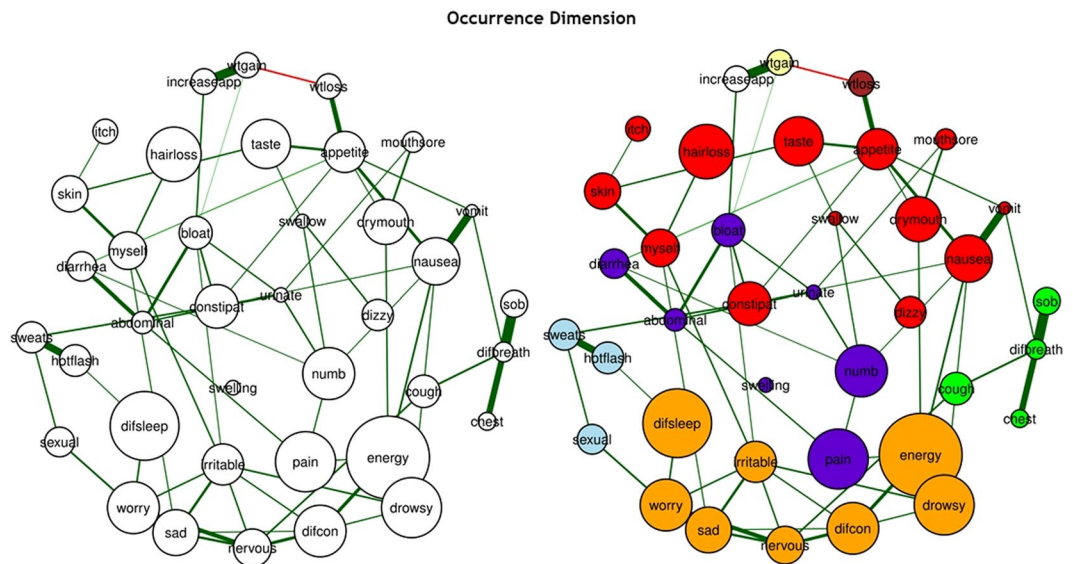 Occurrence Dimension
wtgain
increaseapp
wtloss
itch
hairloss
taste
appetite
mouthsore
skin
swallow
drymouth
vomit
myself
bloat
diarrhea
nausea
constipat
urinate
abdominal
dizzy
sob
sweats
hotflash
difbreath
numb
swelling
cough
chest
difsleep
sexual
irritable
pain
energy
worry
drowsy
sad
difcon
nervous
wtgain
increaseapp
wtloss
itch
hairloss
taste
appetite
mouthsore
skin
swallow
drymouth
vomit
myself
bloat
diarrhea
nausea
constipat
urinate
abdominal
dizzy
sob
sweats
hotflash
difbreath
numb
swelling
cough
chest
difsleep
sexual
irritable
pain
energy
worry
drowsy
sad
difcon
nervous